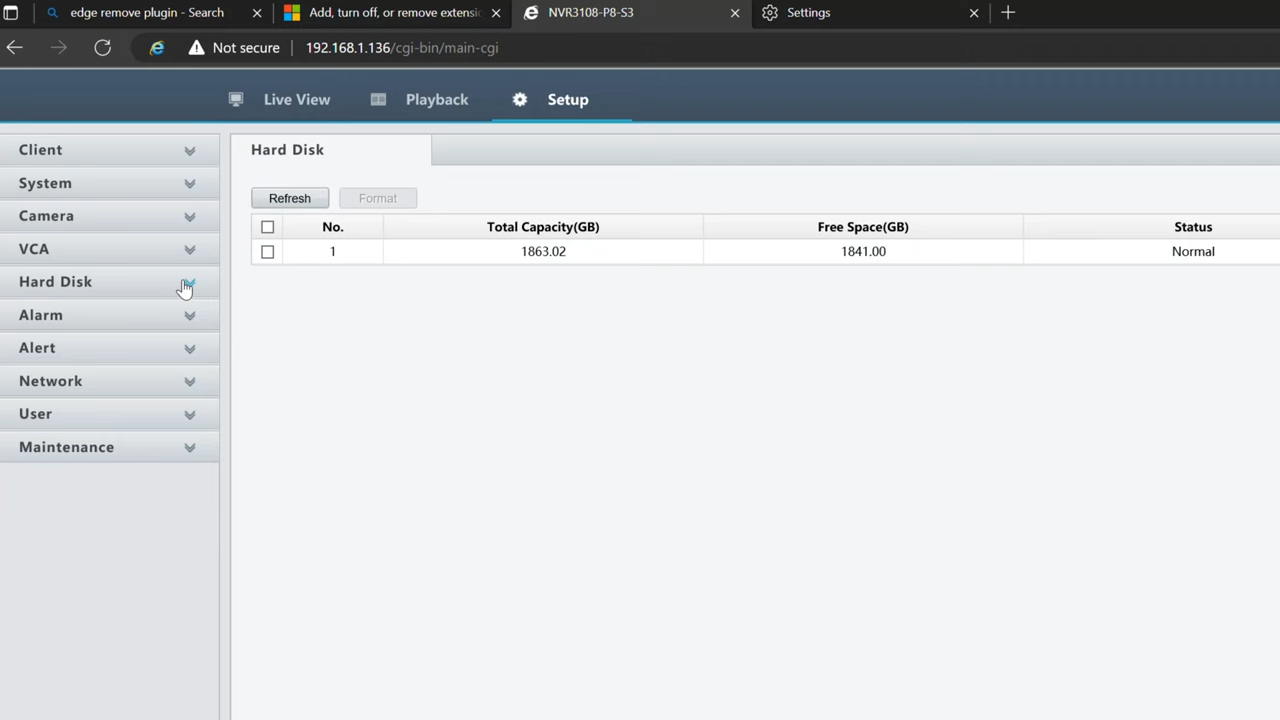 edge remove plugin - Search
Add, turn off, or remove extensio
NVR3108-P8-S3
Settings
Not secure
192.168.1.136/cgi-bin/main-cgi
Live View
Playback
Setup
Client
System
Camera
VCA
Hard Disk
Alarm
Alert
Network
User
Maintenance
Hard Disk
Refresh Format
No. Total Capacity(GB) Free Space(GB) Status
1 1863.02 1841.00 Normal